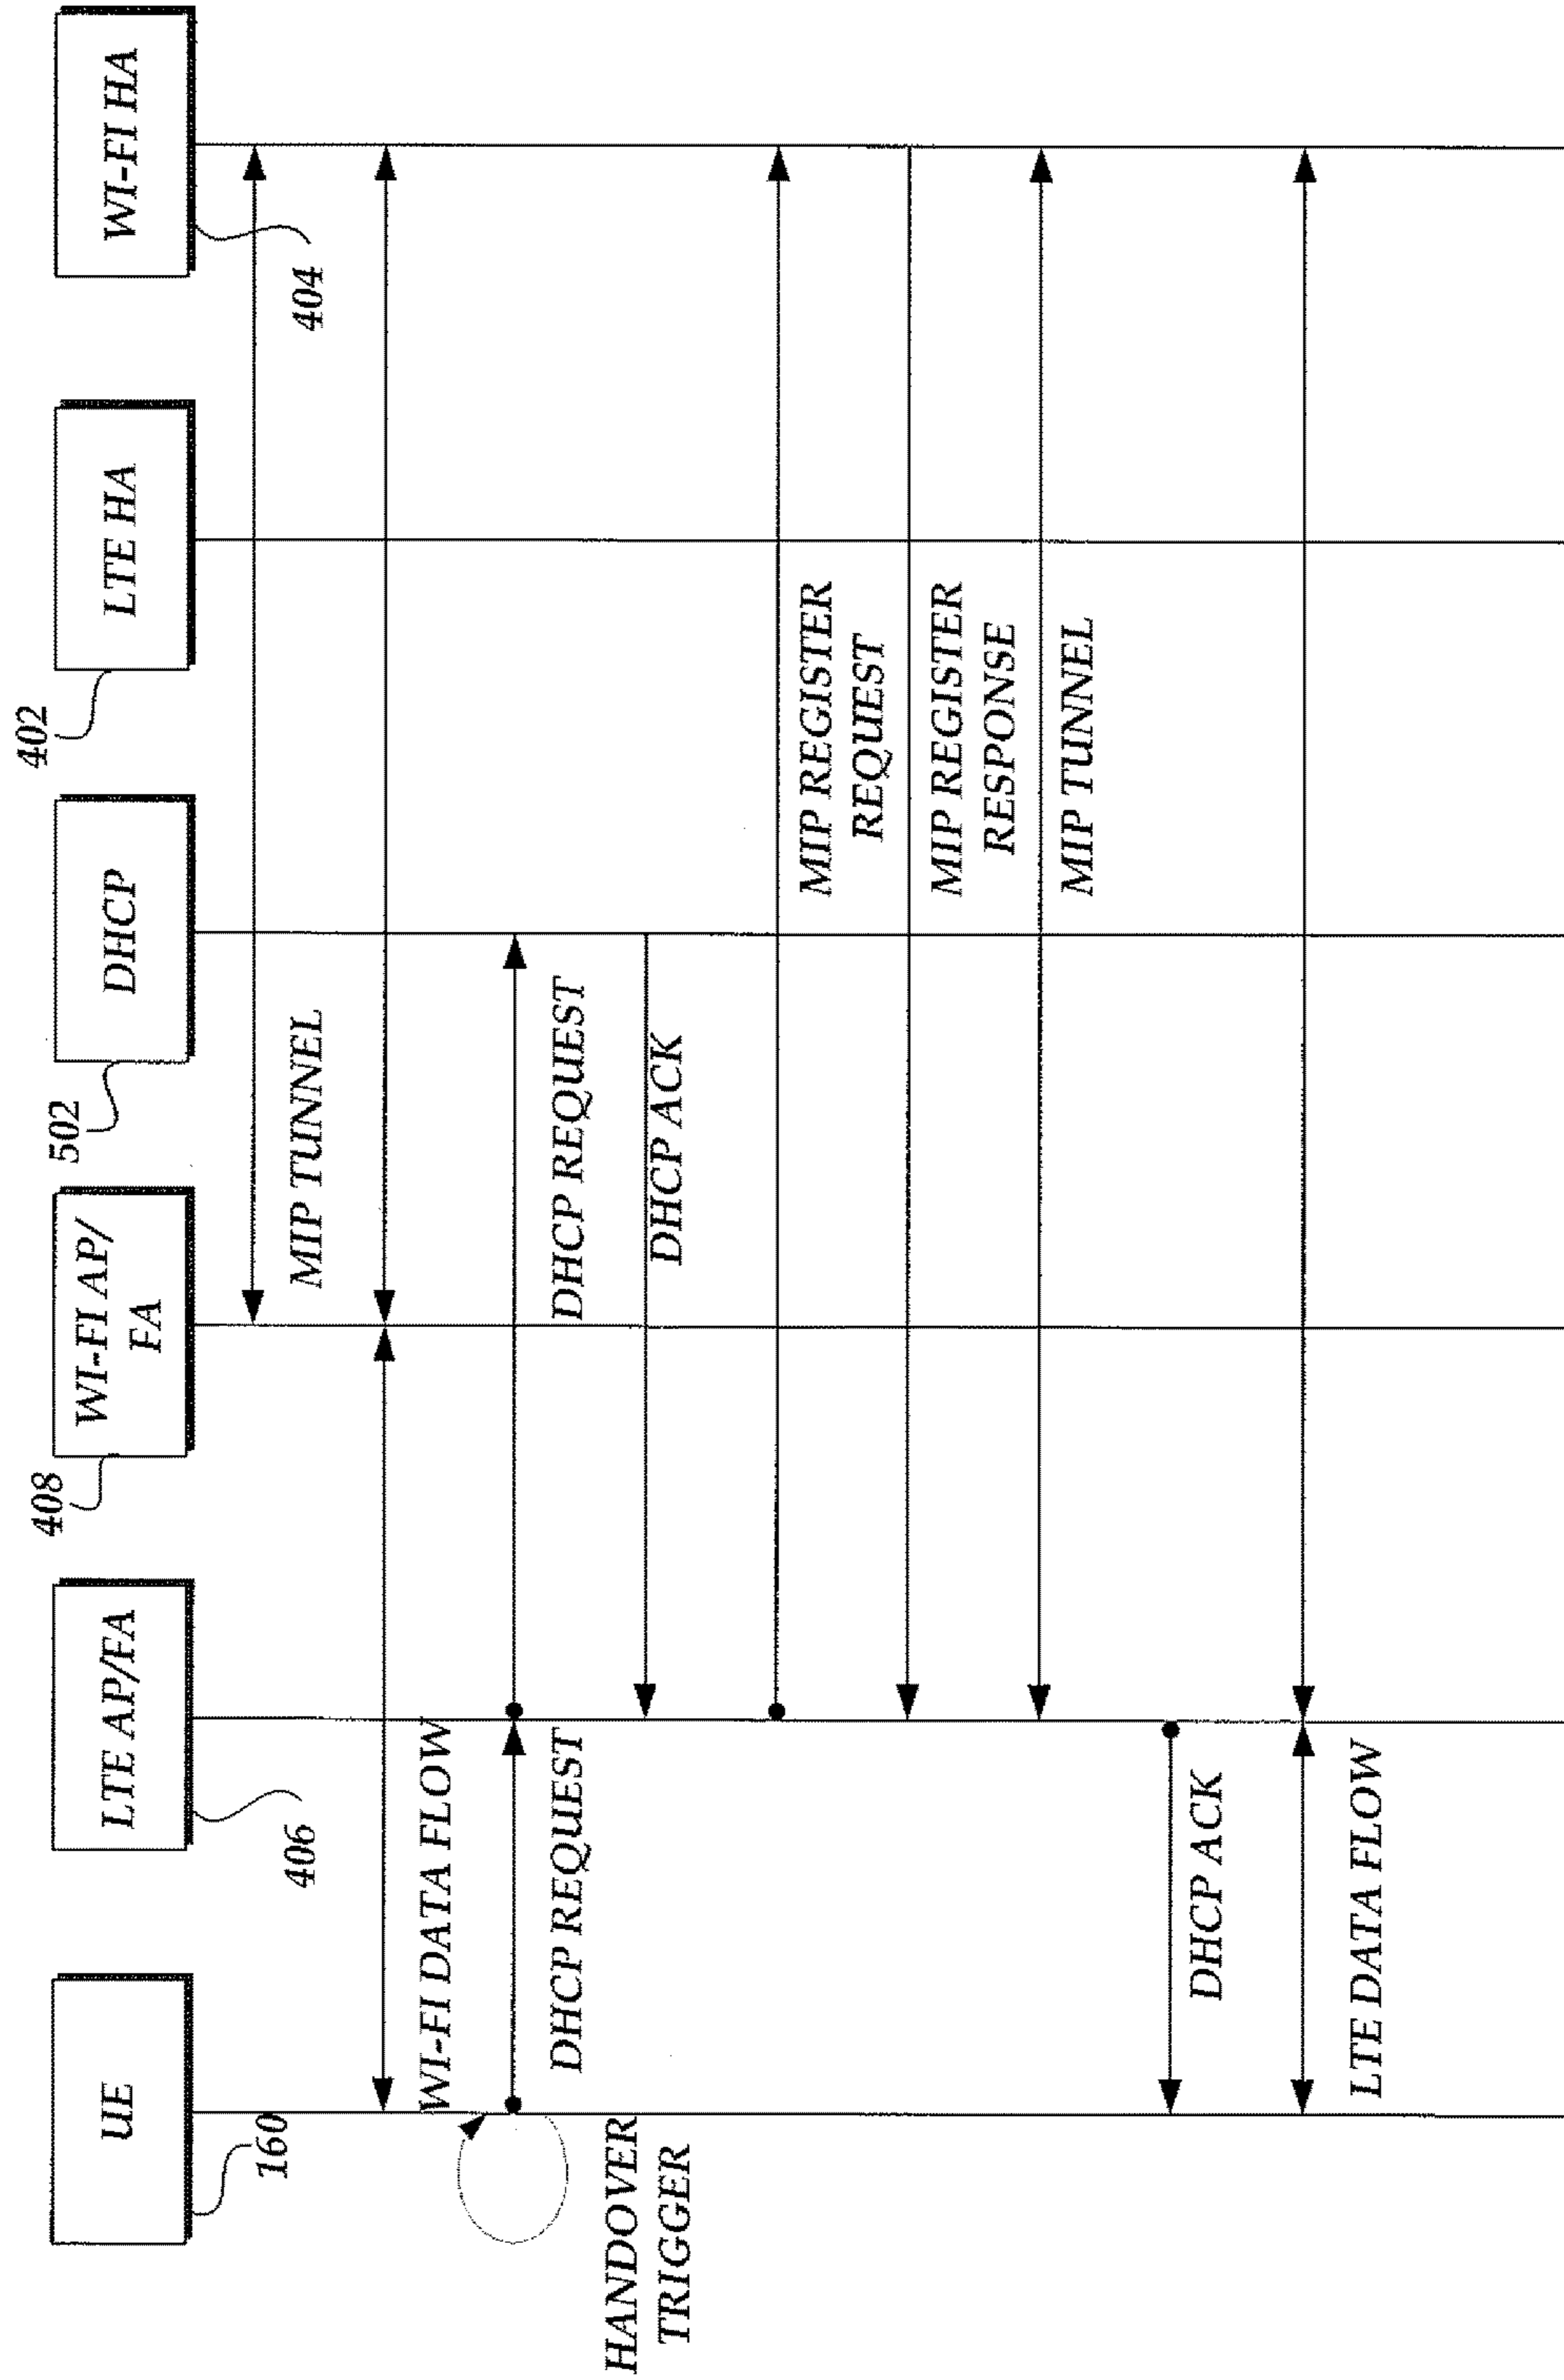 UE
160
LTE AP/FA
406
WI-FI AP/
FA
408
DHCP
502
LTE HA
402
WI-FI HA
404
MIP TUNNEL
WI-FI DATA FLOW
HANDOVER
TRIGGER
DHCP REQUEST
DHCP REQUEST
DHCP ACK
MIP REGISTER
REQUEST
MIP REGISTER
RESPONSE
MIP TUNNEL
DHCP ACK
LTE DATA FLOW